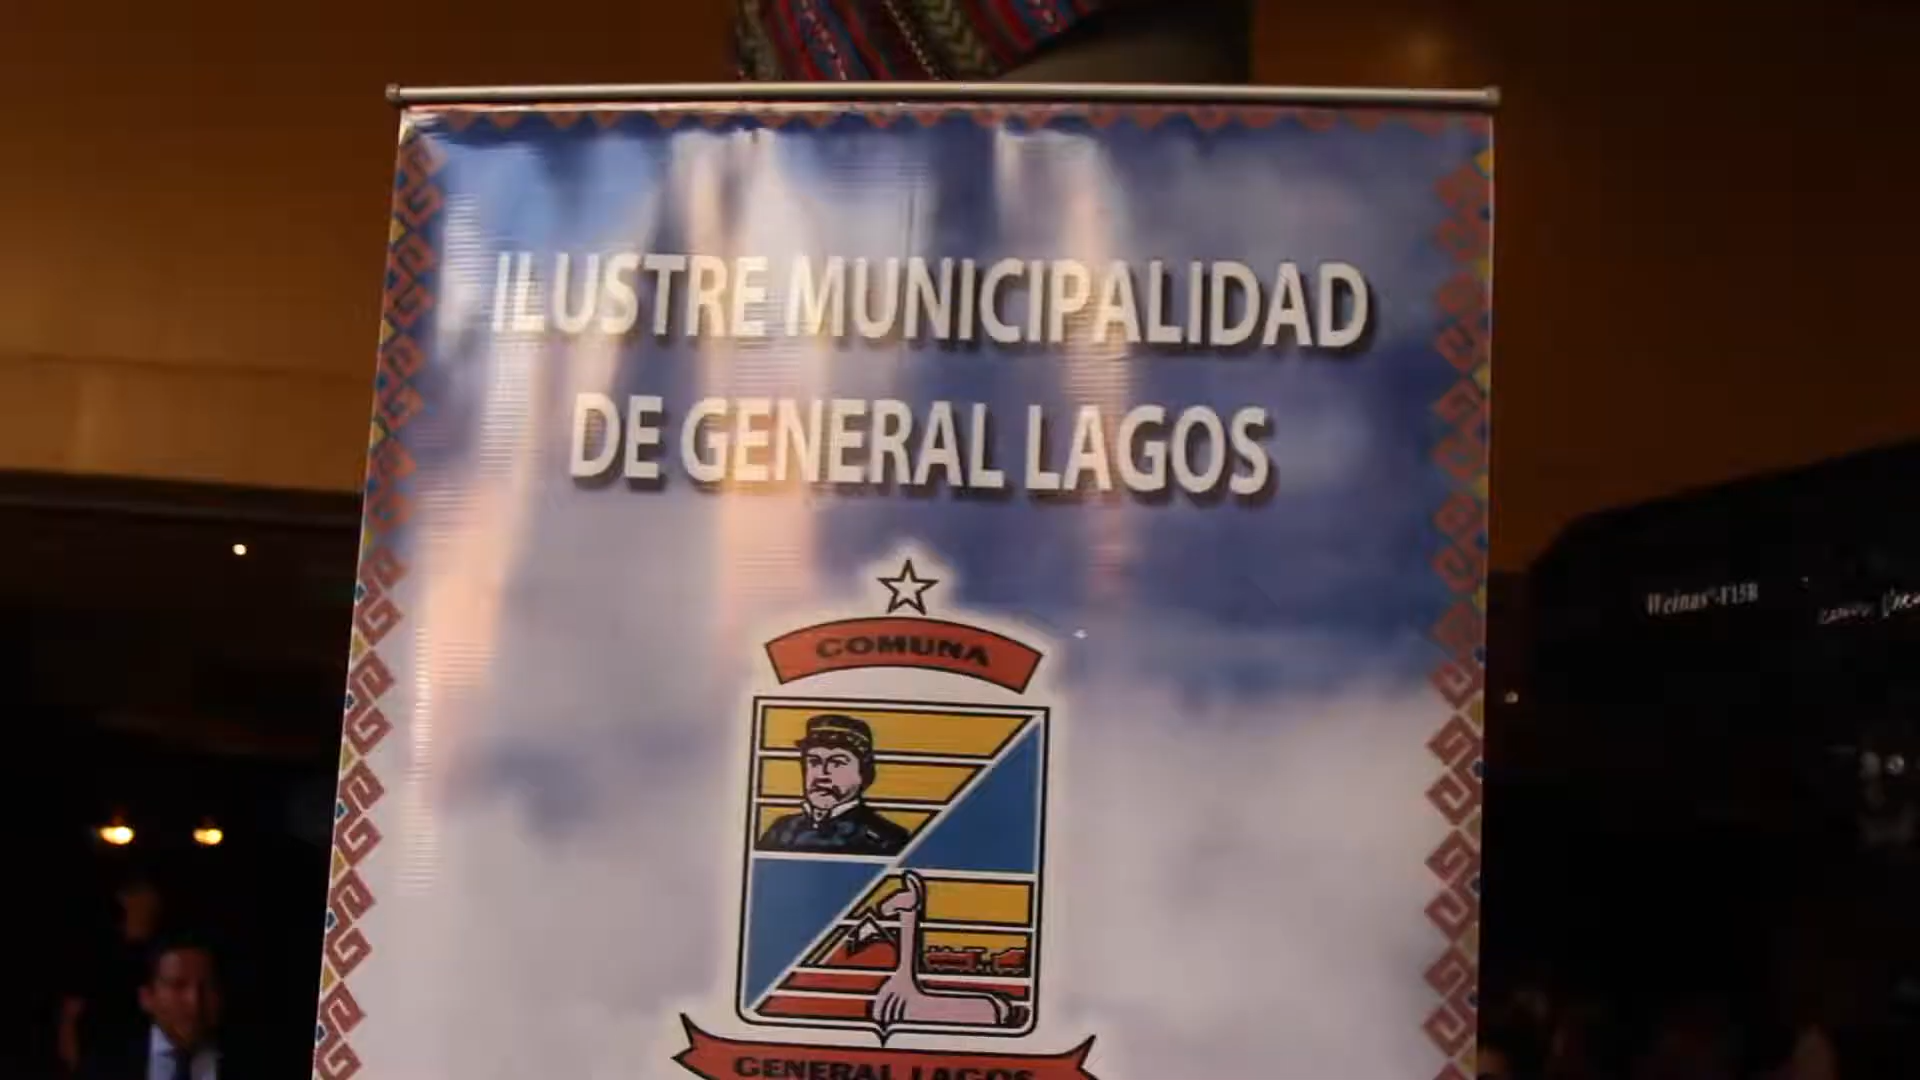 ILUSTRE MUNICIPALIDAD
DE GENERAL LAGOS
COMUNA
GENERAL LAGOS